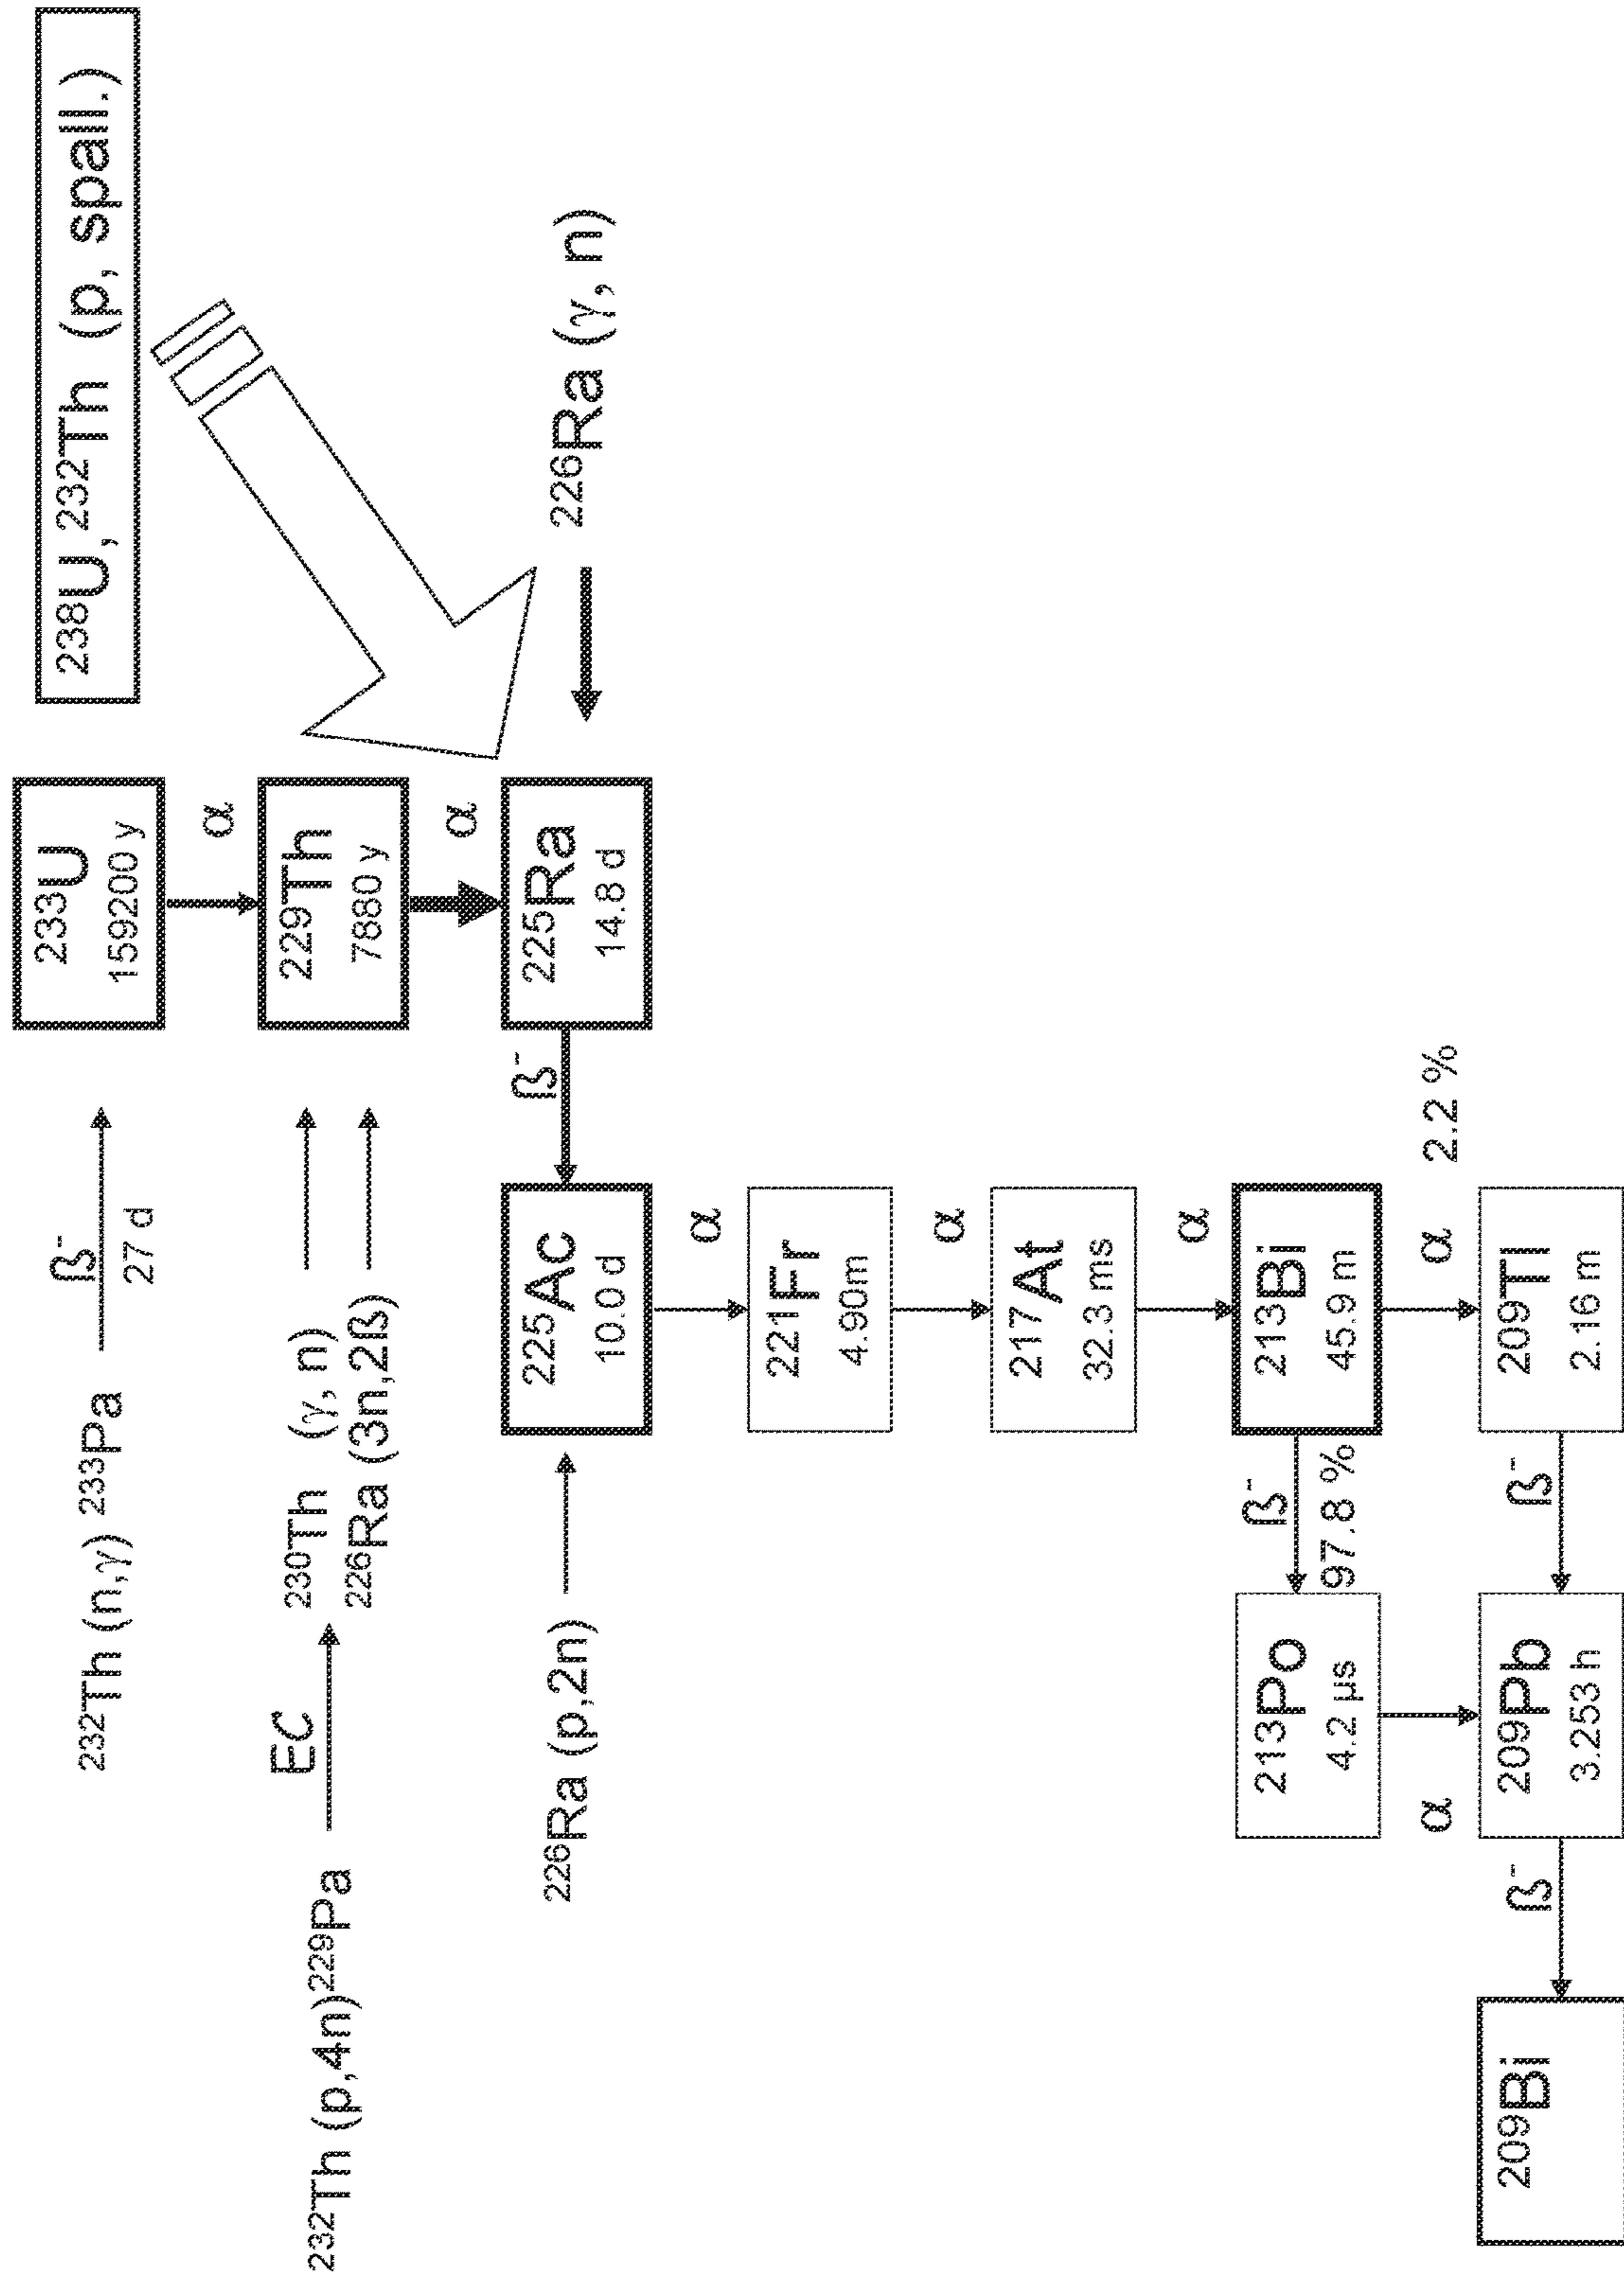 ²³²Th (n,γ) ²³³Pa
ß⁻
27 d
²³³U
159200 y
²³⁸U, ²³²Th (p, spall.)
α
²³²Th (p,4n)²²⁹Pa
EC
²³⁰Th (γ, n)
²²⁶Ra (3n,2ß)
²²⁹Th
7880 y
α
²²⁶Ra (p,2n)
²²⁵Ac
10.0 d
ß⁻
²²⁵Ra
14.8 d
²²⁶Ra (γ, n)
α
²²¹Fr
4.90m
α
²¹⁷At
32.3 ms
α
²¹³Po
4.2 µs
ß⁻
97.8 %
²¹³Bi
45.9 m
α
α
2.2 %
²⁰⁹Bi
ß⁻
²⁰⁹Pb
3.253 h
ß⁻
²⁰⁹Tl
2.16 m